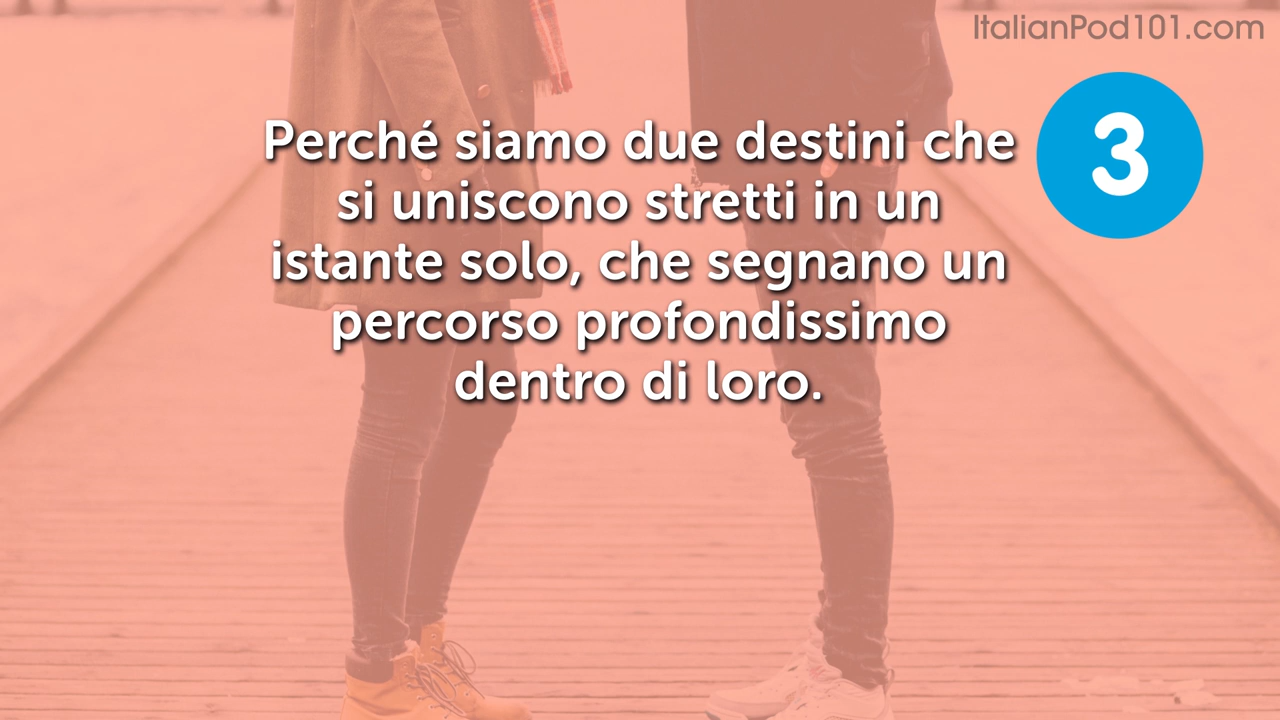 ItalianPod101.com
3
Perché siamo due destini che
si uniscono stretti in un
istante solo, che segnano un
percorso profondissimo
dentro di loro.